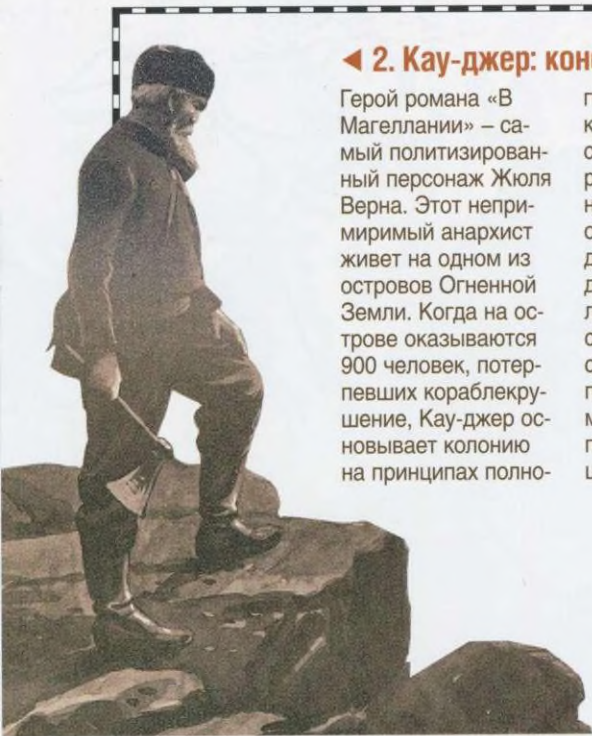 ◄ 2. Кау-джер:
Герой романа «В
Магеллании» – са-
мый политизирован-
ный персонаж Жюля
Верна. Этот непри-
миримый анархист
живет на одном из
островов Огненной
Земли. Когда на ос-
трове оказываются
900 человек, потер-
певших кораблекру-
шение, Кау-джер ос-
новывает колонию
на принципах полно-